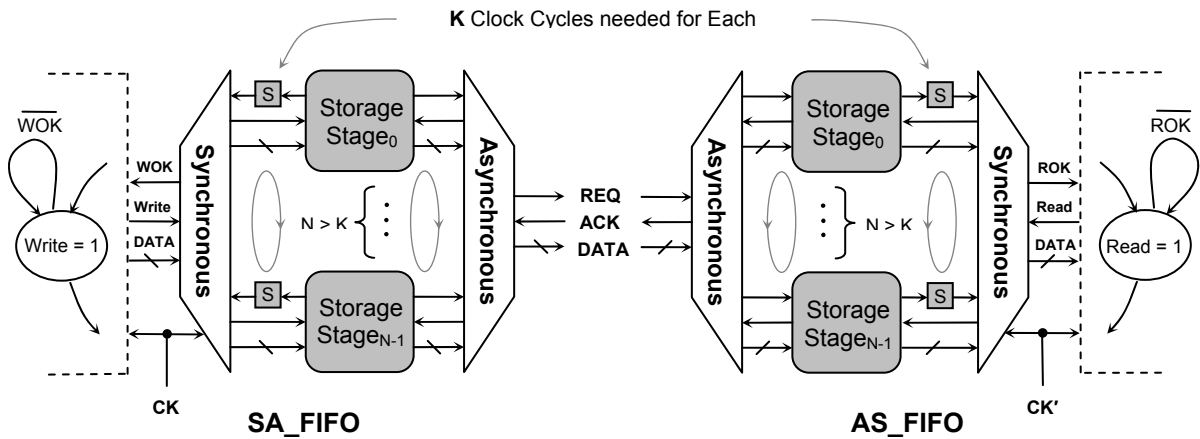 K Clock Cycles needed for Each
S
Storage
Stage0
S
Storage
Stage0
WOK
ROK
Synchronous
Asynchronous
Asynchronous
Synchronous
WOK
Write
DATA
Write = 1
N > K
REQ
ACK
DATA
N > K
ROK
Read
DATA
Read = 1
S
Storage
StageN-1
S
Storage
StageN-1
CK
CK′
SA_FIFO
AS_FIFO